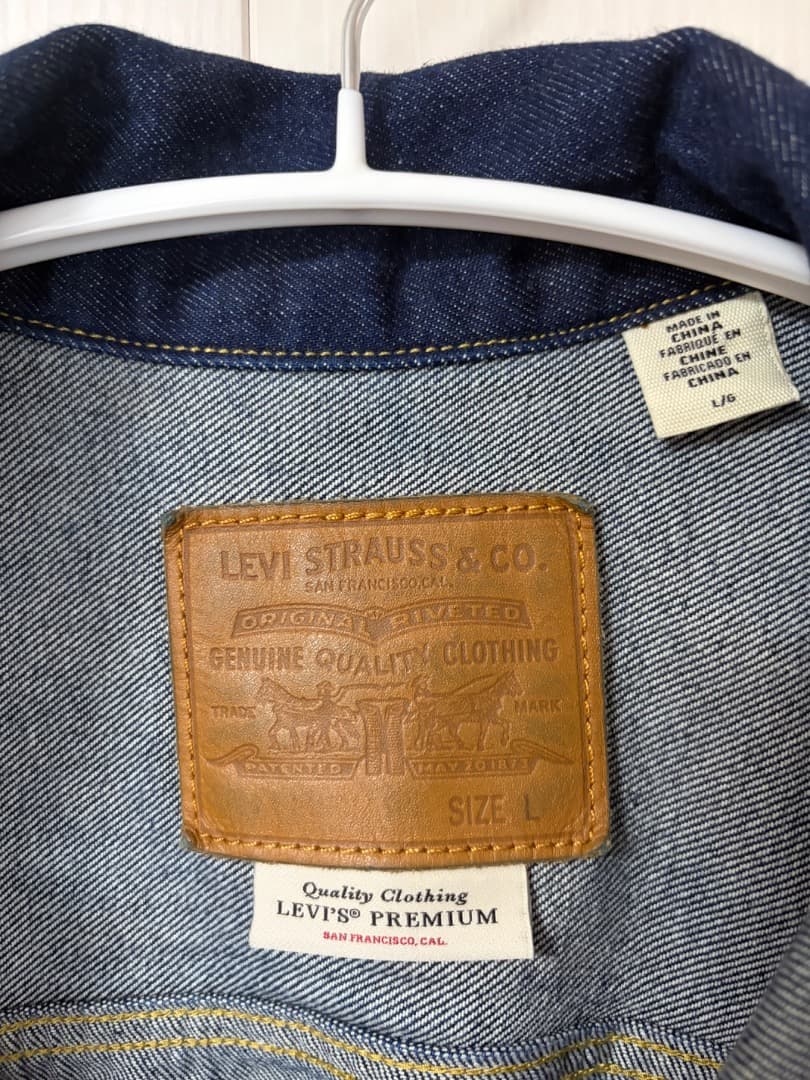 MADE IN
CHINA
FABRIQUE EN
CHINE
FABRICADO EN
CHINA
L/G
LEVI STRAUSS & CO.
SAN FRANCISCO, CAL.
ORIGINAL RIVETED
GENUINE QUALITY CLOTHING
TRADE MARK
PATENTED MAY 20 1873
SIZE L
Quality Clothing
LEVI'S® PREMIUM
SAN FRANCISCO, CAL.